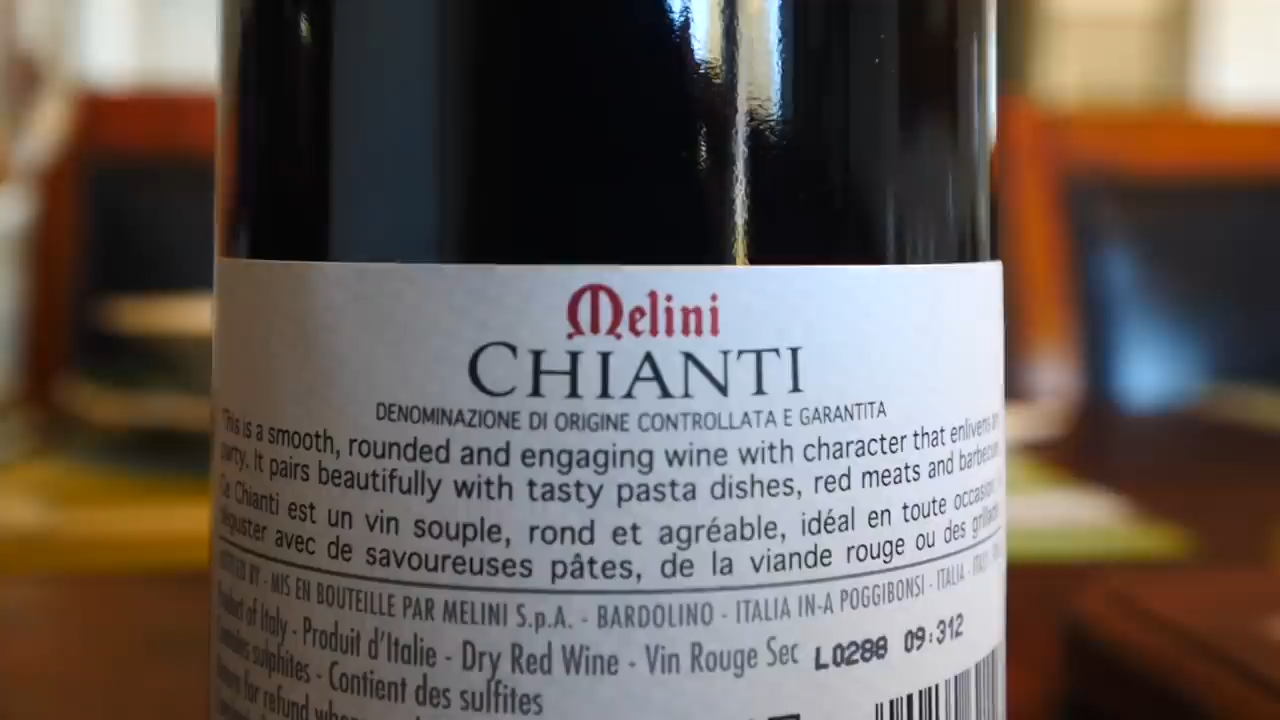 Melini
CHIANTI
DENOMINAZIONE DI ORIGINE CONTROLLATA E GARANTITA
This is a smooth, rounded and engaging wine with character that enlivens
party. It pairs beautifully with tasty pasta dishes, red meats and
Ce Chianti est un vin souple, rond et agréable, idéal en toute
déguster avec de savoureuses pâtes, de la viande rouge ou des
BY - MIS EN BOUTEILLE PAR MELINI S.p.A. - BARDOLINO - ITALIA IN-A POGGIBONSI - ITALIA -
Product of Italy - Produit d'Italie - Dry Red Wine - Vin Rouge Sec L0288 09:312
Contains sulphites - Contient des sulfites
for refund